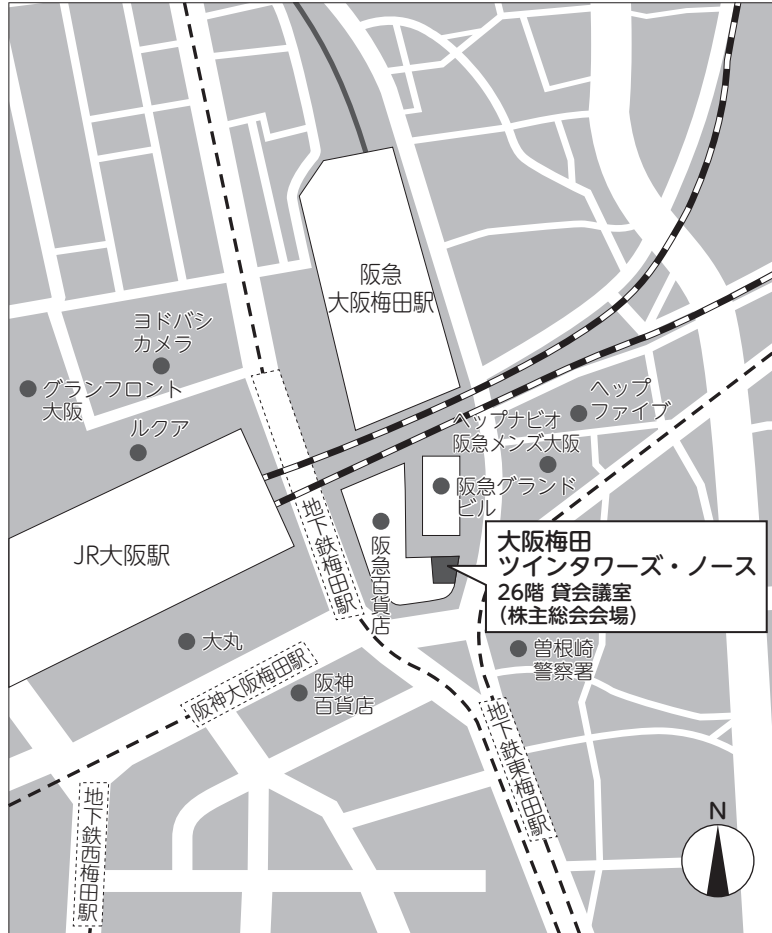 阪急
大阪梅田駅
ヨドバシ
カメラ
グランフロント
大阪
ルクア
ヘップ
ファイブ
ヘップナビオ
阪急メンズ大阪
阪急グランド
ビル
JR大阪駅
地下鉄梅田駅
阪急百貨店
大阪梅田
ツインタワーズ・ノース
26階 貸会議室
(株主総会会場)
大丸
曽根崎
警察署
阪神大阪梅田駅
阪神
百貨店
地下鉄東梅田駅
地下鉄西梅田駅
N